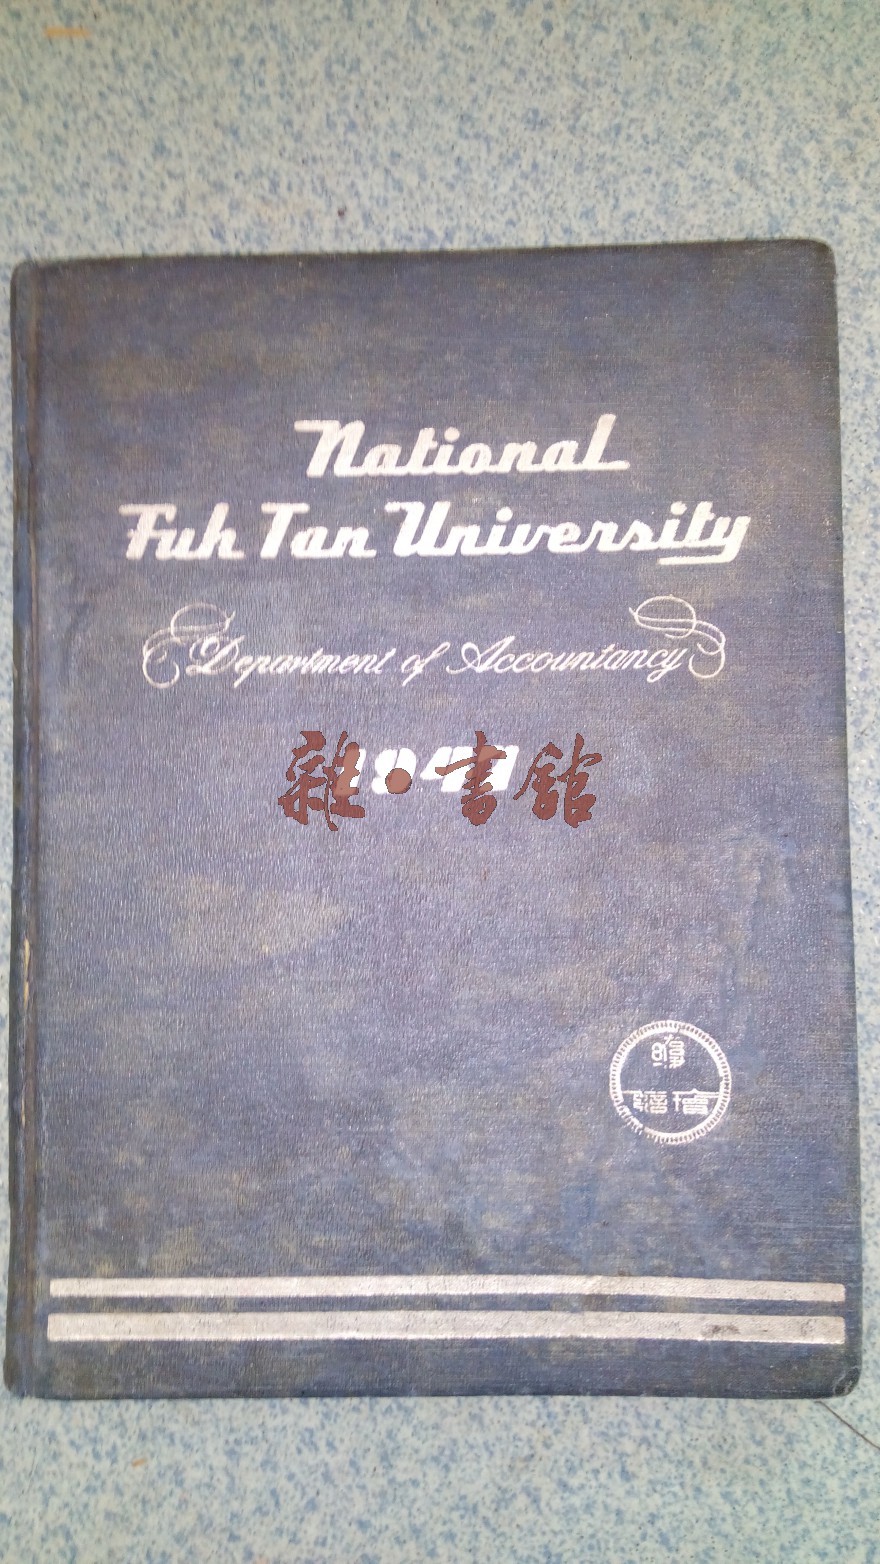 National
Fuh Tan University
Department of Accountancy
雜·書館